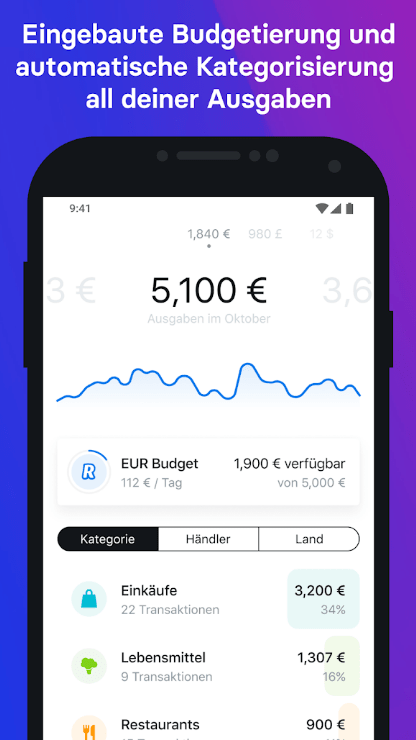 Eingebaute Budgetierung und
automatische Kategorisierung
all deiner Ausgaben
9:41
1,840 € 980 £ 12 $
3 € 5,100 € 3,6
Ausgaben im Oktober
R EUR Budget 1,900 € verfügbar
112 € / Tag von 5,000 €
Kategorie Händler Land
Einkäufe 3,200 €
22 Transaktionen 34%
Lebensmittel 1,307 €
9 Transaktionen 16%
Restaurants 900 €